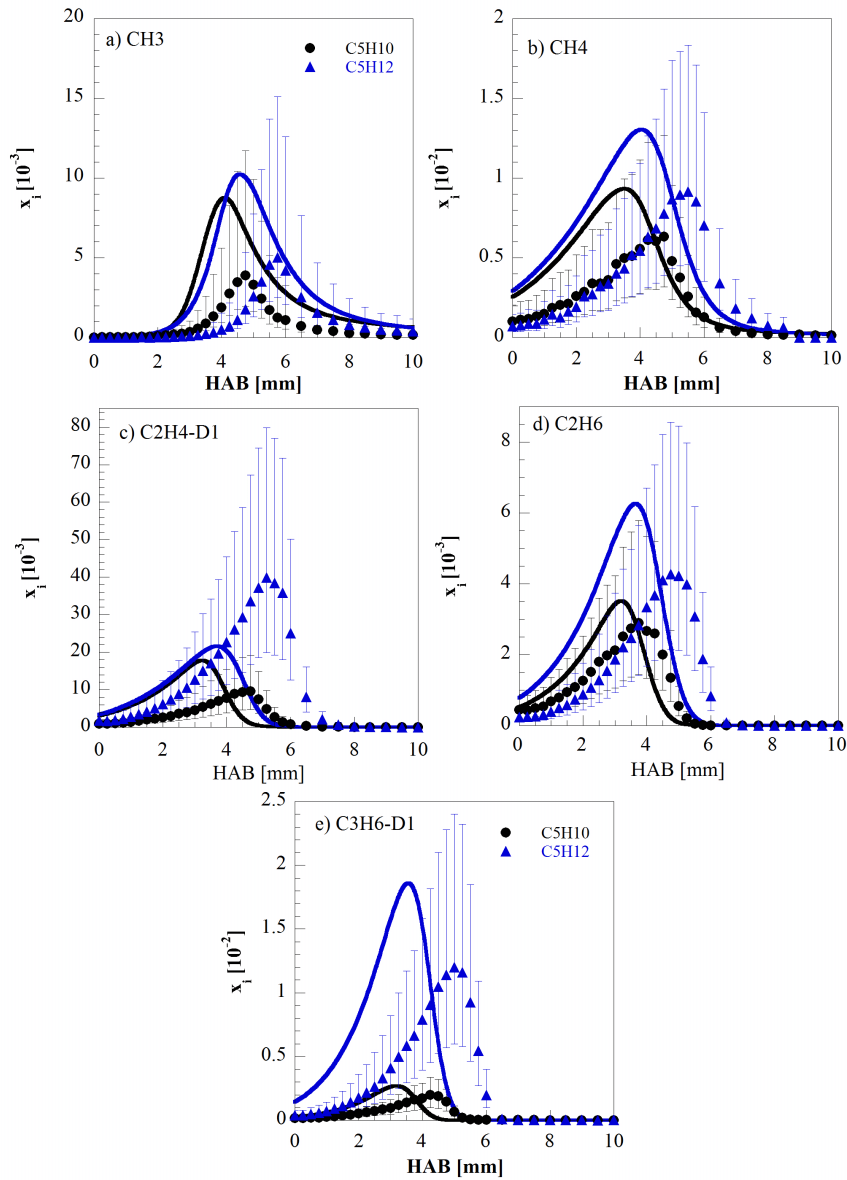 a) CH3
C5H10
C5H12
20
15
10
5
0
x_i [10^-3]
0 2 4 6 8 10
HAB [mm]
b) CH4
2
1.5
1
0.5
0
x_i [10^-2]
0 2 4 6 8 10
HAB [mm]
c) C2H4-D1
80
70
60
50
40
30
20
10
0
x_i [10^-3]
0 2 4 6 8 10
HAB [mm]
d) C2H6
8
6
4
2
0
x_i [10^-3]
0 2 4 6 8 10
HAB [mm]
e) C3H6-D1
C5H10
C5H12
2.5
2
1.5
1
0.5
0
x_i [10^-2]
0 2 4 6 8 10
HAB [mm]